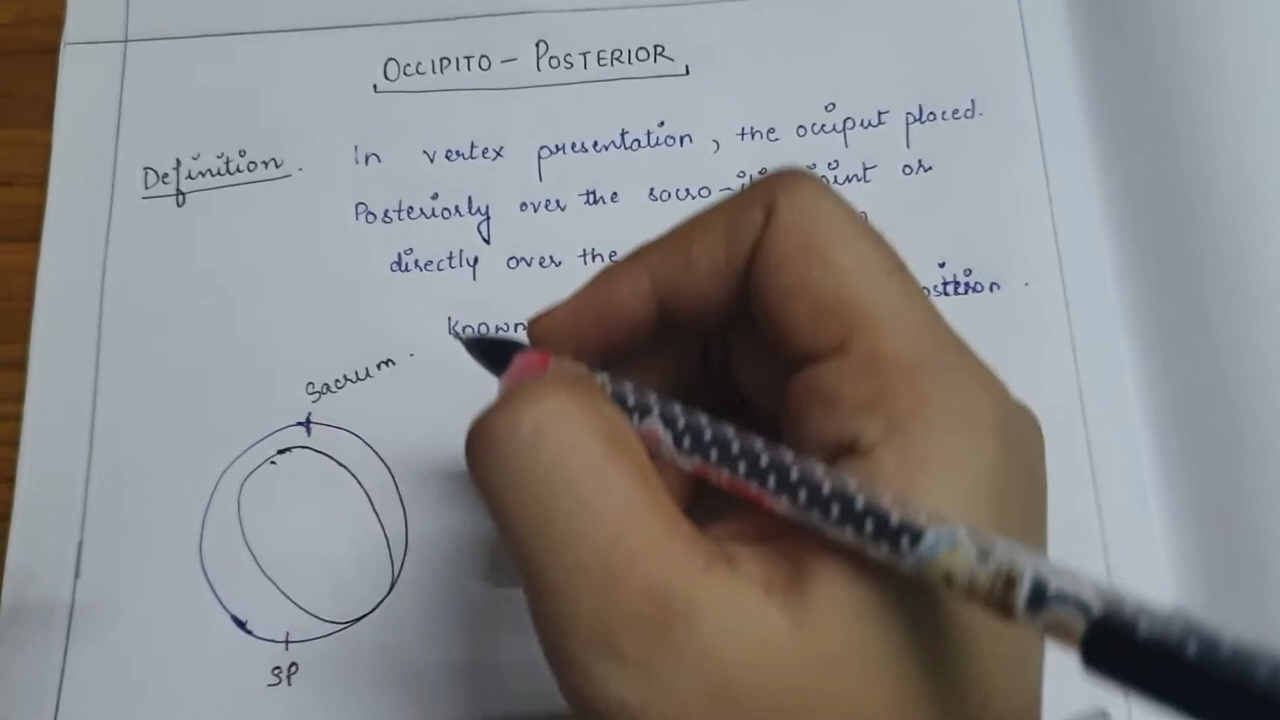 OCCIPITO - POSTERIOR
Definition.
In vertex presentation, the occiput placed.
Posteriorly over the sacro- joint or
directly over the
Known
Sacrum.
SP